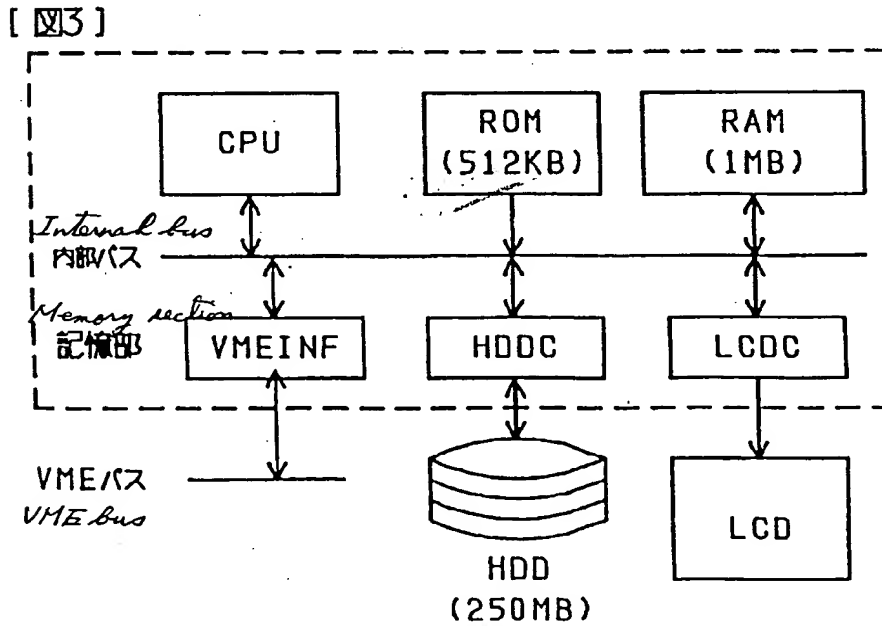 [ 図3 ]
CPU
ROM
(512KB)
RAM
(1MB)
Internal bus
内部バス
Memory section
記憶部
VMEINF
HDDC
LCDC
VMEバス
VME bus
HDD
(250MB)
LCD